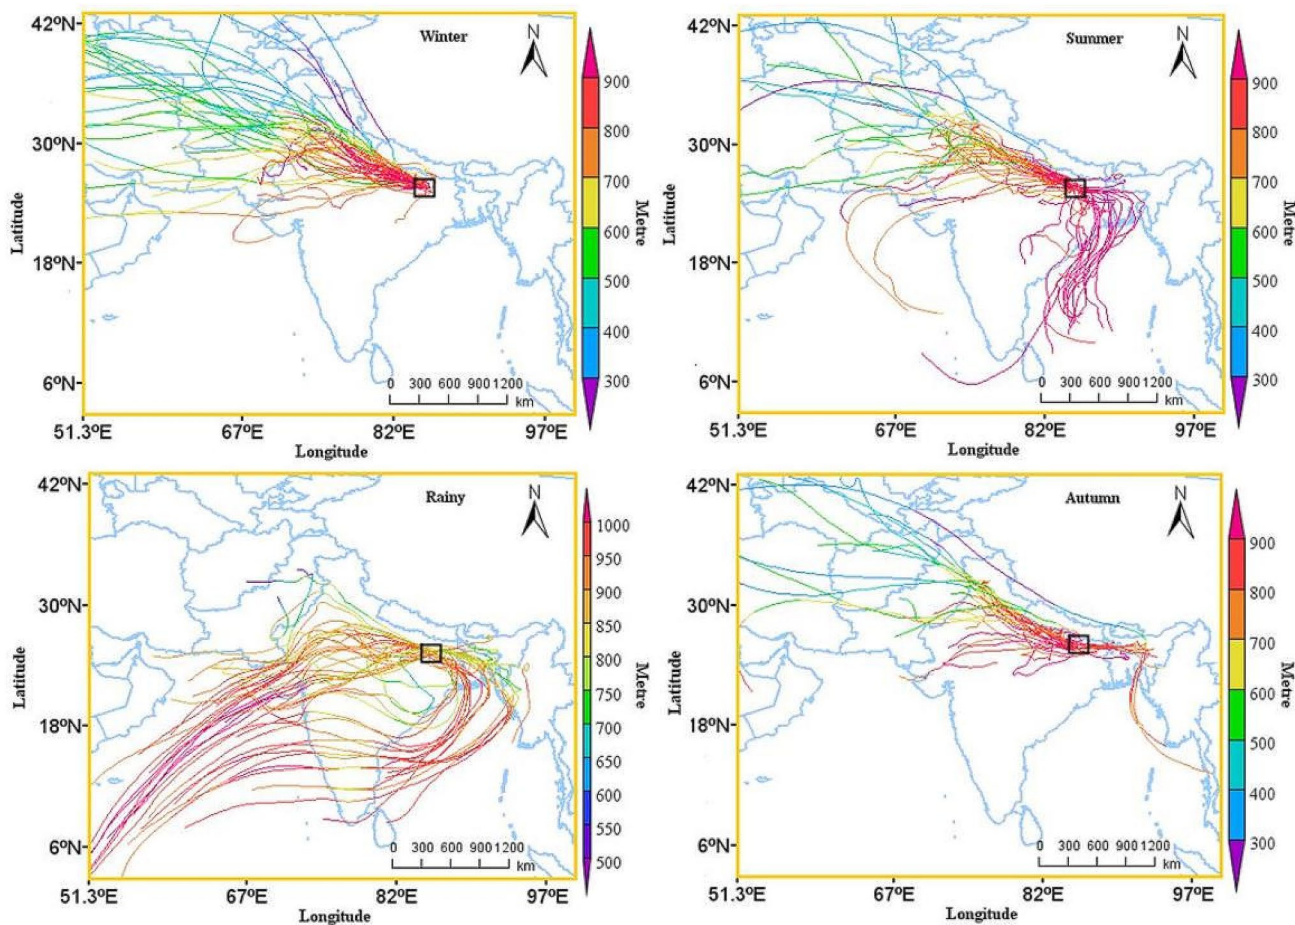 42ºN
30ºN
18ºN
6ºN
Latitude
Winter
N
0 300 600 900 1200
km
51.3ºE 67ºE 82ºE 97ºE
Longitude
900
800
700
600
500
400
300
Metre
42ºN
30ºN
18ºN
6ºN
Latitude
Summer
N
0 300 600 900 1200
km
51.3ºE 67ºE 82ºE 97ºE
Longitude
900
800
700
600
500
400
300
Metre
42ºN
30ºN
18ºN
6ºN
Latitude
Rainy
N
0 300 600 900 1200
km
51.3ºE 67ºE 82ºE 97ºE
Longitude
1000
950
900
850
800
750
700
650
600
550
500
Metre
42ºN
30ºN
18ºN
6ºN
Latitude
Autumn
N
0 300 600 900 1200
km
51.3ºE 67ºE 82ºE 97ºE
Longitude
900
800
700
600
500
400
300
Metre